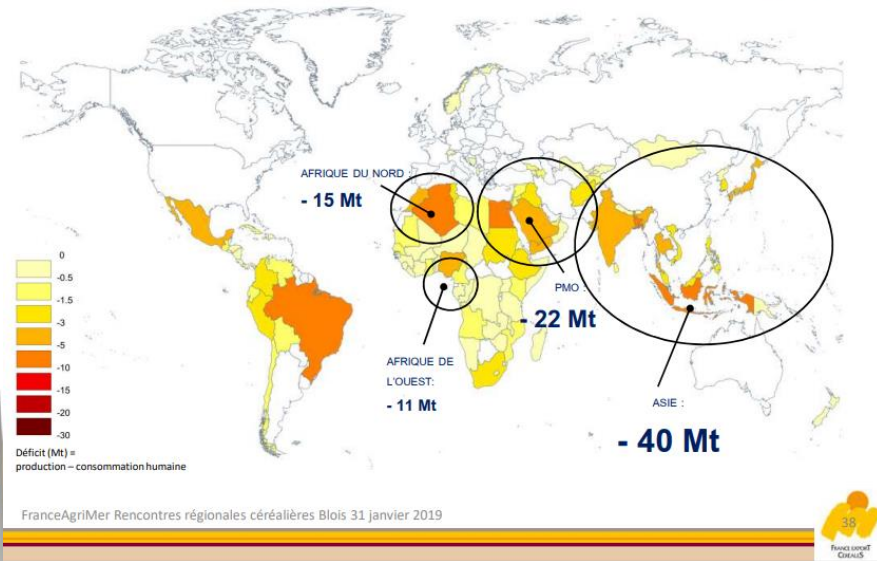 AFRIQUE DU NORD :
- 15 Mt
PMO :
- 22 Mt
AFRIQUE DE
L'OUEST:
- 11 Mt
ASIE :
- 40 Mt
0
-0.5
-1.5
-3
-5
-10
-15
-20
-30
Déficit (Mt) =
production – consommation humaine
FranceAgriMer Rencontres régionales céréalières Blois 31 janvier 2019
38
FRANCE EXPORT
CEREALES